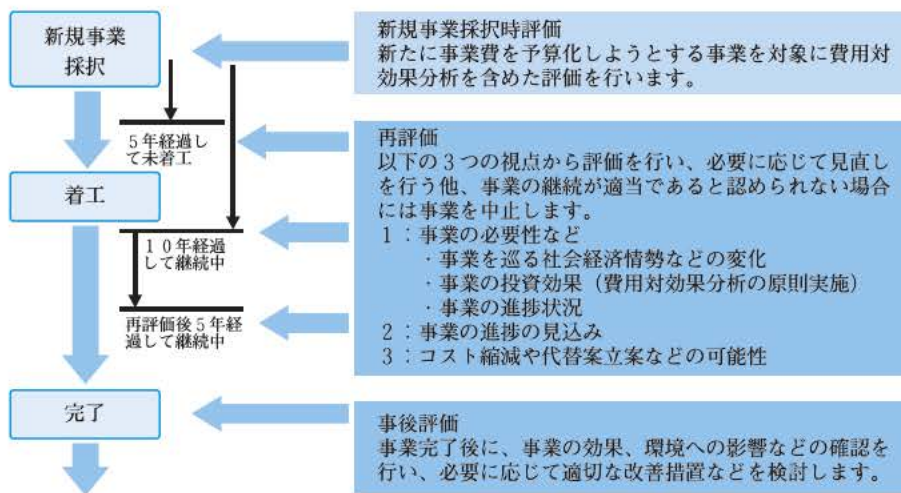 新規事業
採択
5年経過し
て未着工
着工
10年経過
して継続中
再評価後5年経
過して継続中
完了
新規事業採択時評価
新たに事業費を予算化しようとする事業を対象に費用対
効果分析を含めた評価を行います。
再評価
以下の3つの視点から評価を行い、必要に応じて見直し
を行う他、事業の継続が適当であると認められない場合
には事業を中止します。
1：事業の必要性など
・事業を巡る社会経済情勢などの変化
・事業の投資効果（費用対効果分析の原則実施）
・事業の進捗状況
2：事業の進捗の見込み
3：コスト縮減や代替案立案などの可能性
事後評価
事業完了後に、事業の効果、環境への影響などの確認を
行い、必要に応じて適切な改善措置などを検討します。